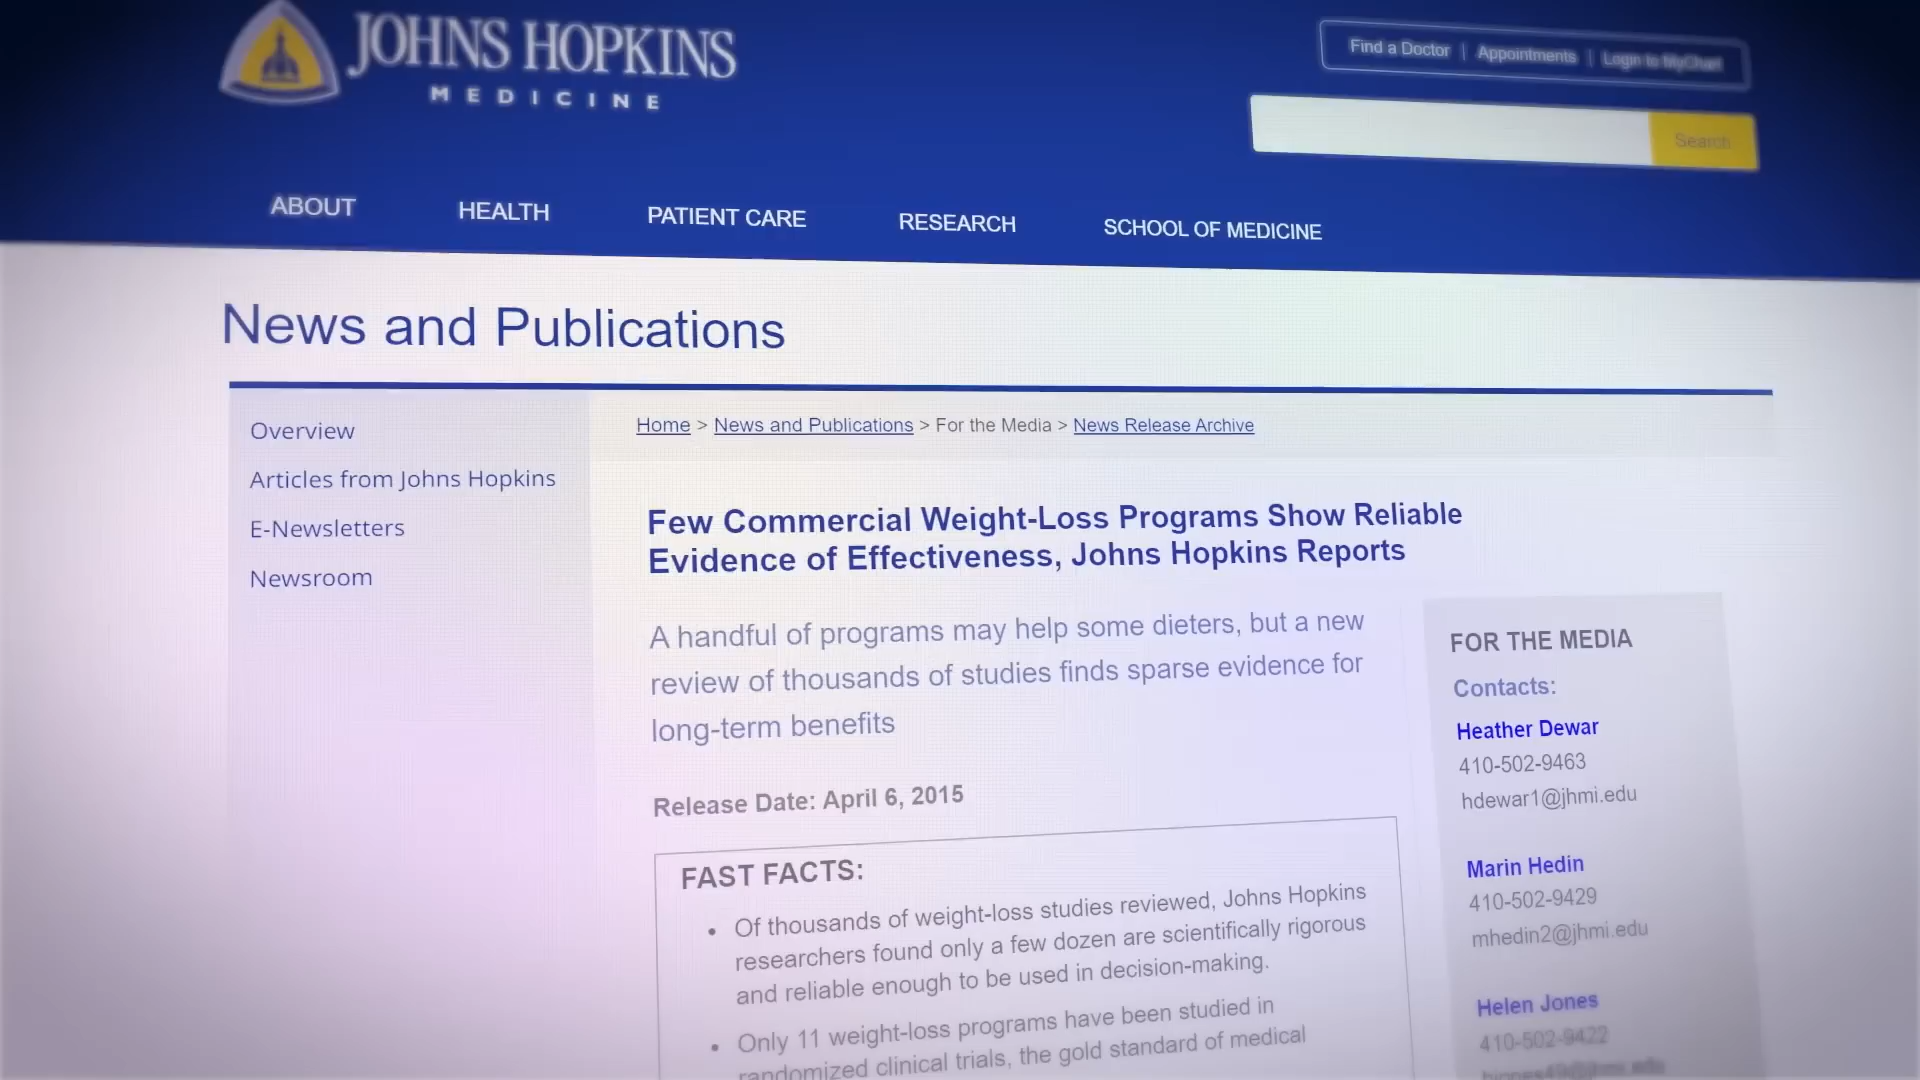 JOHNS HOPKINS
MEDICINE
Find a Doctor | Appointments | Login to MyChart
Search
ABOUT HEALTH PATIENT CARE RESEARCH SCHOOL OF MEDICINE
News and Publications
Overview
Articles from Johns Hopkins
E-Newsletters
Newsroom
Home > News and Publications > For the Media > News Release Archive
Few Commercial Weight-Loss Programs Show Reliable
Evidence of Effectiveness, Johns Hopkins Reports
A handful of programs may help some dieters, but a new
review of thousands of studies finds sparse evidence for
long-term benefits
Release Date: April 6, 2015
FAST FACTS:
• Of thousands of weight-loss studies reviewed, Johns Hopkins
researchers found only a few dozen are scientifically rigorous
and reliable enough to be used in decision-making.
• Only 11 weight-loss programs have been studied in
randomized clinical trials, the gold standard of medical
FOR THE MEDIA
Contacts:
Heather Dewar
410-502-9463
hdewar1@jhmi.edu
Marin Hedin
410-502-9429
mhedin2@jhmi.edu
Helen Jones
410-502-9422